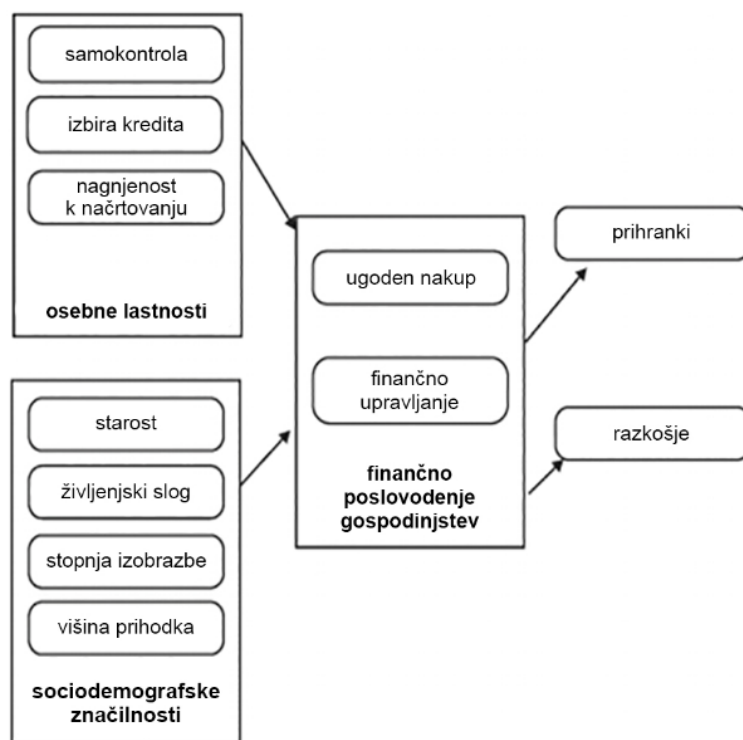 samokontrola
izbira kredita
nagnjenost
k načrtovanju
osebne lastnosti
starost
življenjski slog
stopnja izobrazbe
višina prihodka
sociodemografske
značilnosti
ugoden nakup
finančno
upravljanje
finančno
poslovodenje
gospodinjstev
prihranki
razkošje